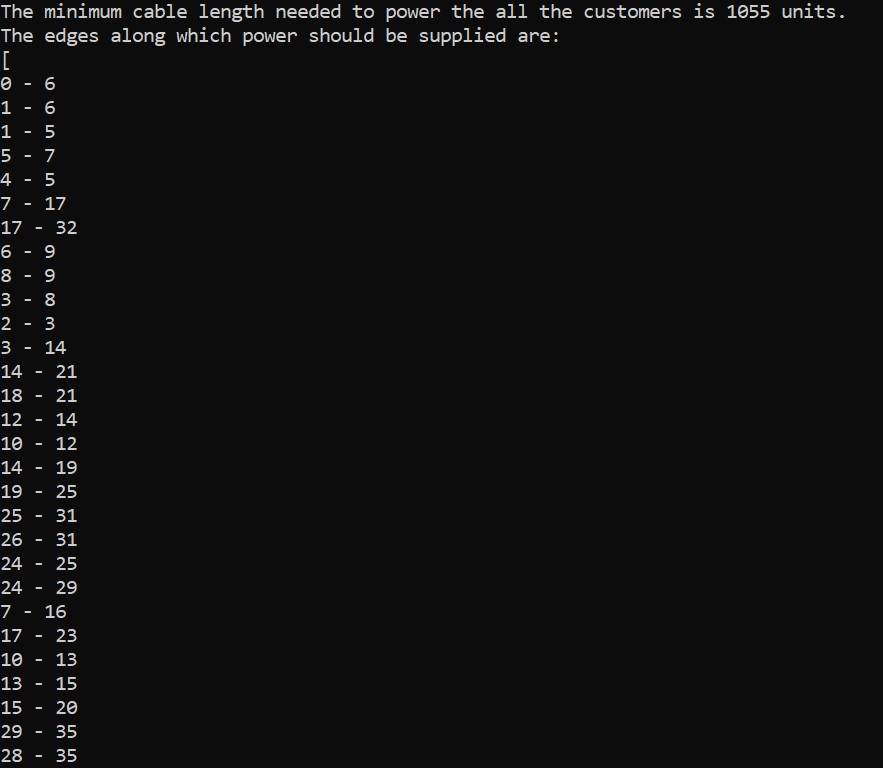 The minimum cable length needed to power the all the customers is 1055 units.
The edges along which power should be supplied are:
[
0 - 6
1 - 6
1 - 5
5 - 7
4 - 5
7 - 17
17 - 32
6 - 9
8 - 9
3 - 8
2 - 3
3 - 14
14 - 21
18 - 21
12 - 14
10 - 12
14 - 19
19 - 25
25 - 31
26 - 31
24 - 25
24 - 29
7 - 16
17 - 23
10 - 13
13 - 15
15 - 20
29 - 35
28 - 35